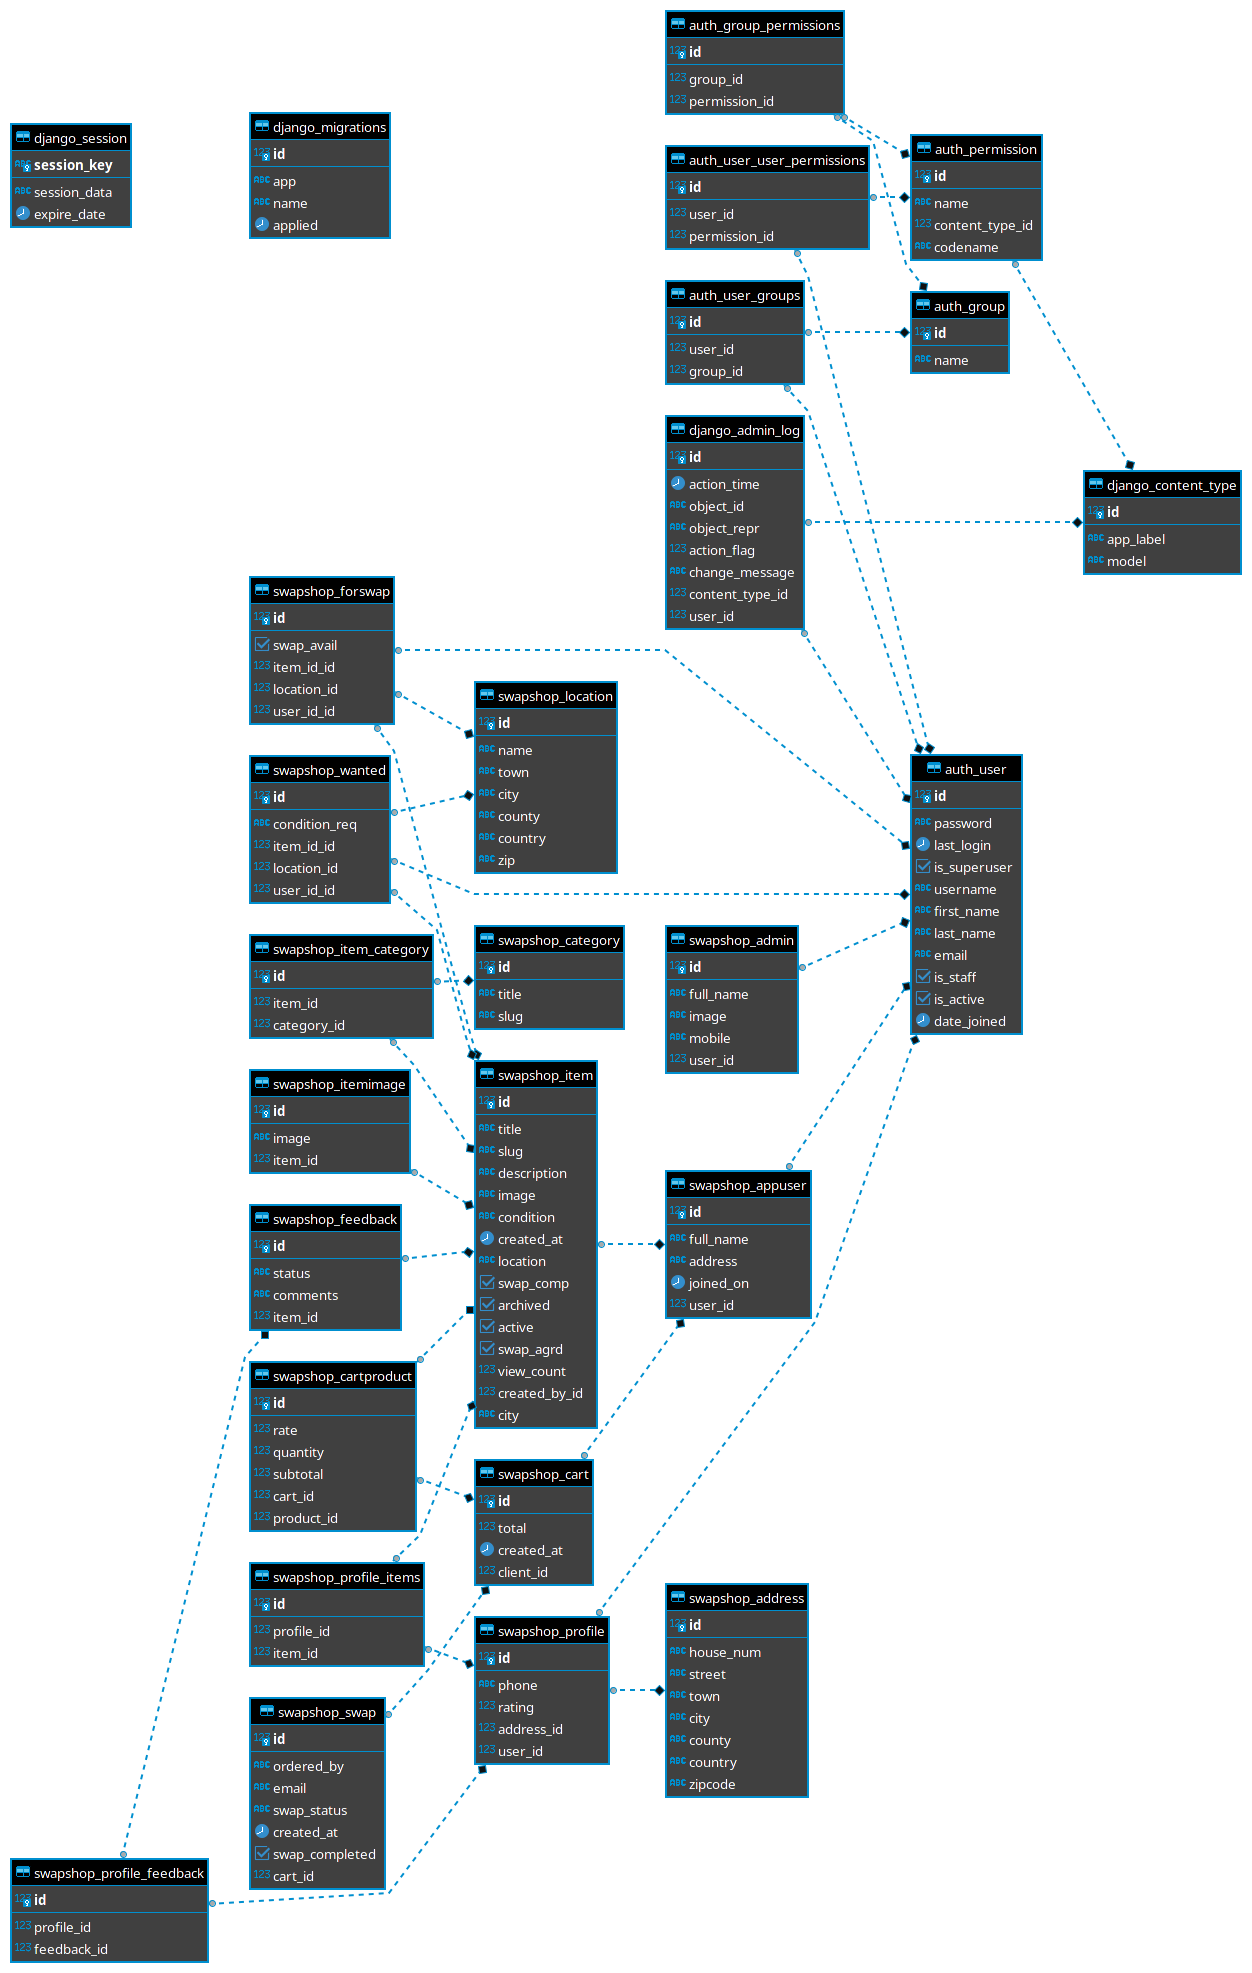 auth_group_permissions
id
group_id
permission_id
django_session
session_key
session_data
expire_date
django_migrations
id
app
name
applied
auth_user_user_permissions
id
user_id
permission_id
auth_permission
id
name
content_type_id
codename
auth_user_groups
id
user_id
group_id
auth_group
id
name
django_admin_log
id
action_time
object_id
object_repr
action_flag
change_message
content_type_id
user_id
django_content_type
id
app_label
model
swapshop_forswap
id
swap_avail
item_id_id
location_id
user_id_id
swapshop_location
id
name
town
city
county
country
zip
swapshop_wanted
id
condition_req
item_id_id
location_id
user_id_id
auth_user
id
password
last_login
is_superuser
username
first_name
last_name
email
is_staff
is_active
date_joined
swapshop_item_category
id
item_id
category_id
swapshop_category
id
title
slug
swapshop_admin
id
full_name
image
mobile
user_id
swapshop_itemimage
id
image
item_id
swapshop_item
id
title
slug
description
image
condition
created_at
location
swap_comp
archived
active
swap_agrd
view_count
created_by_id
city
swapshop_appuser
id
full_name
address
joined_on
user_id
swapshop_feedback
id
status
comments
item_id
swapshop_cartproduct
id
rate
quantity
subtotal
cart_id
product_id
swapshop_cart
id
total
created_at
client_id
swapshop_profile_items
id
profile_id
item_id
swapshop_profile
id
phone
rating
address_id
user_id
swapshop_address
id
house_num
street
town
city
county
country
zipcode
swapshop_swap
id
ordered_by
email
swap_status
created_at
swap_completed
cart_id
swapshop_profile_feedback
id
profile_id
feedback_id